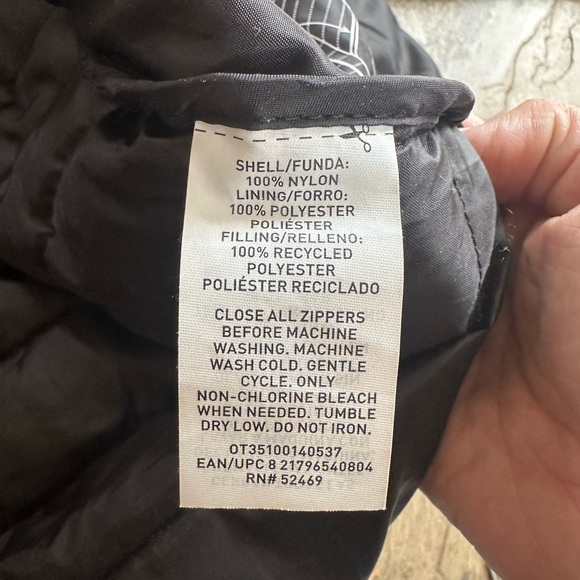 SHELL/FUNDA:
100% NYLON
LINING/FORRO:
100% POLYESTER
POLIÉSTER
FILLING/RELLENO:
100% RECYCLED
POLYESTER
POLIÉSTER RECICLADO
CLOSE ALL ZIPPERS
BEFORE MACHINE
WASHING. MACHINE
WASH COLD. GENTLE
CYCLE. ONLY
NON-CHLORINE BLEACH
WHEN NEEDED. TUMBLE
DRY LOW. DO NOT IRON.
OT35100140537
EAN/UPC 8 21796540804
RN# 52469